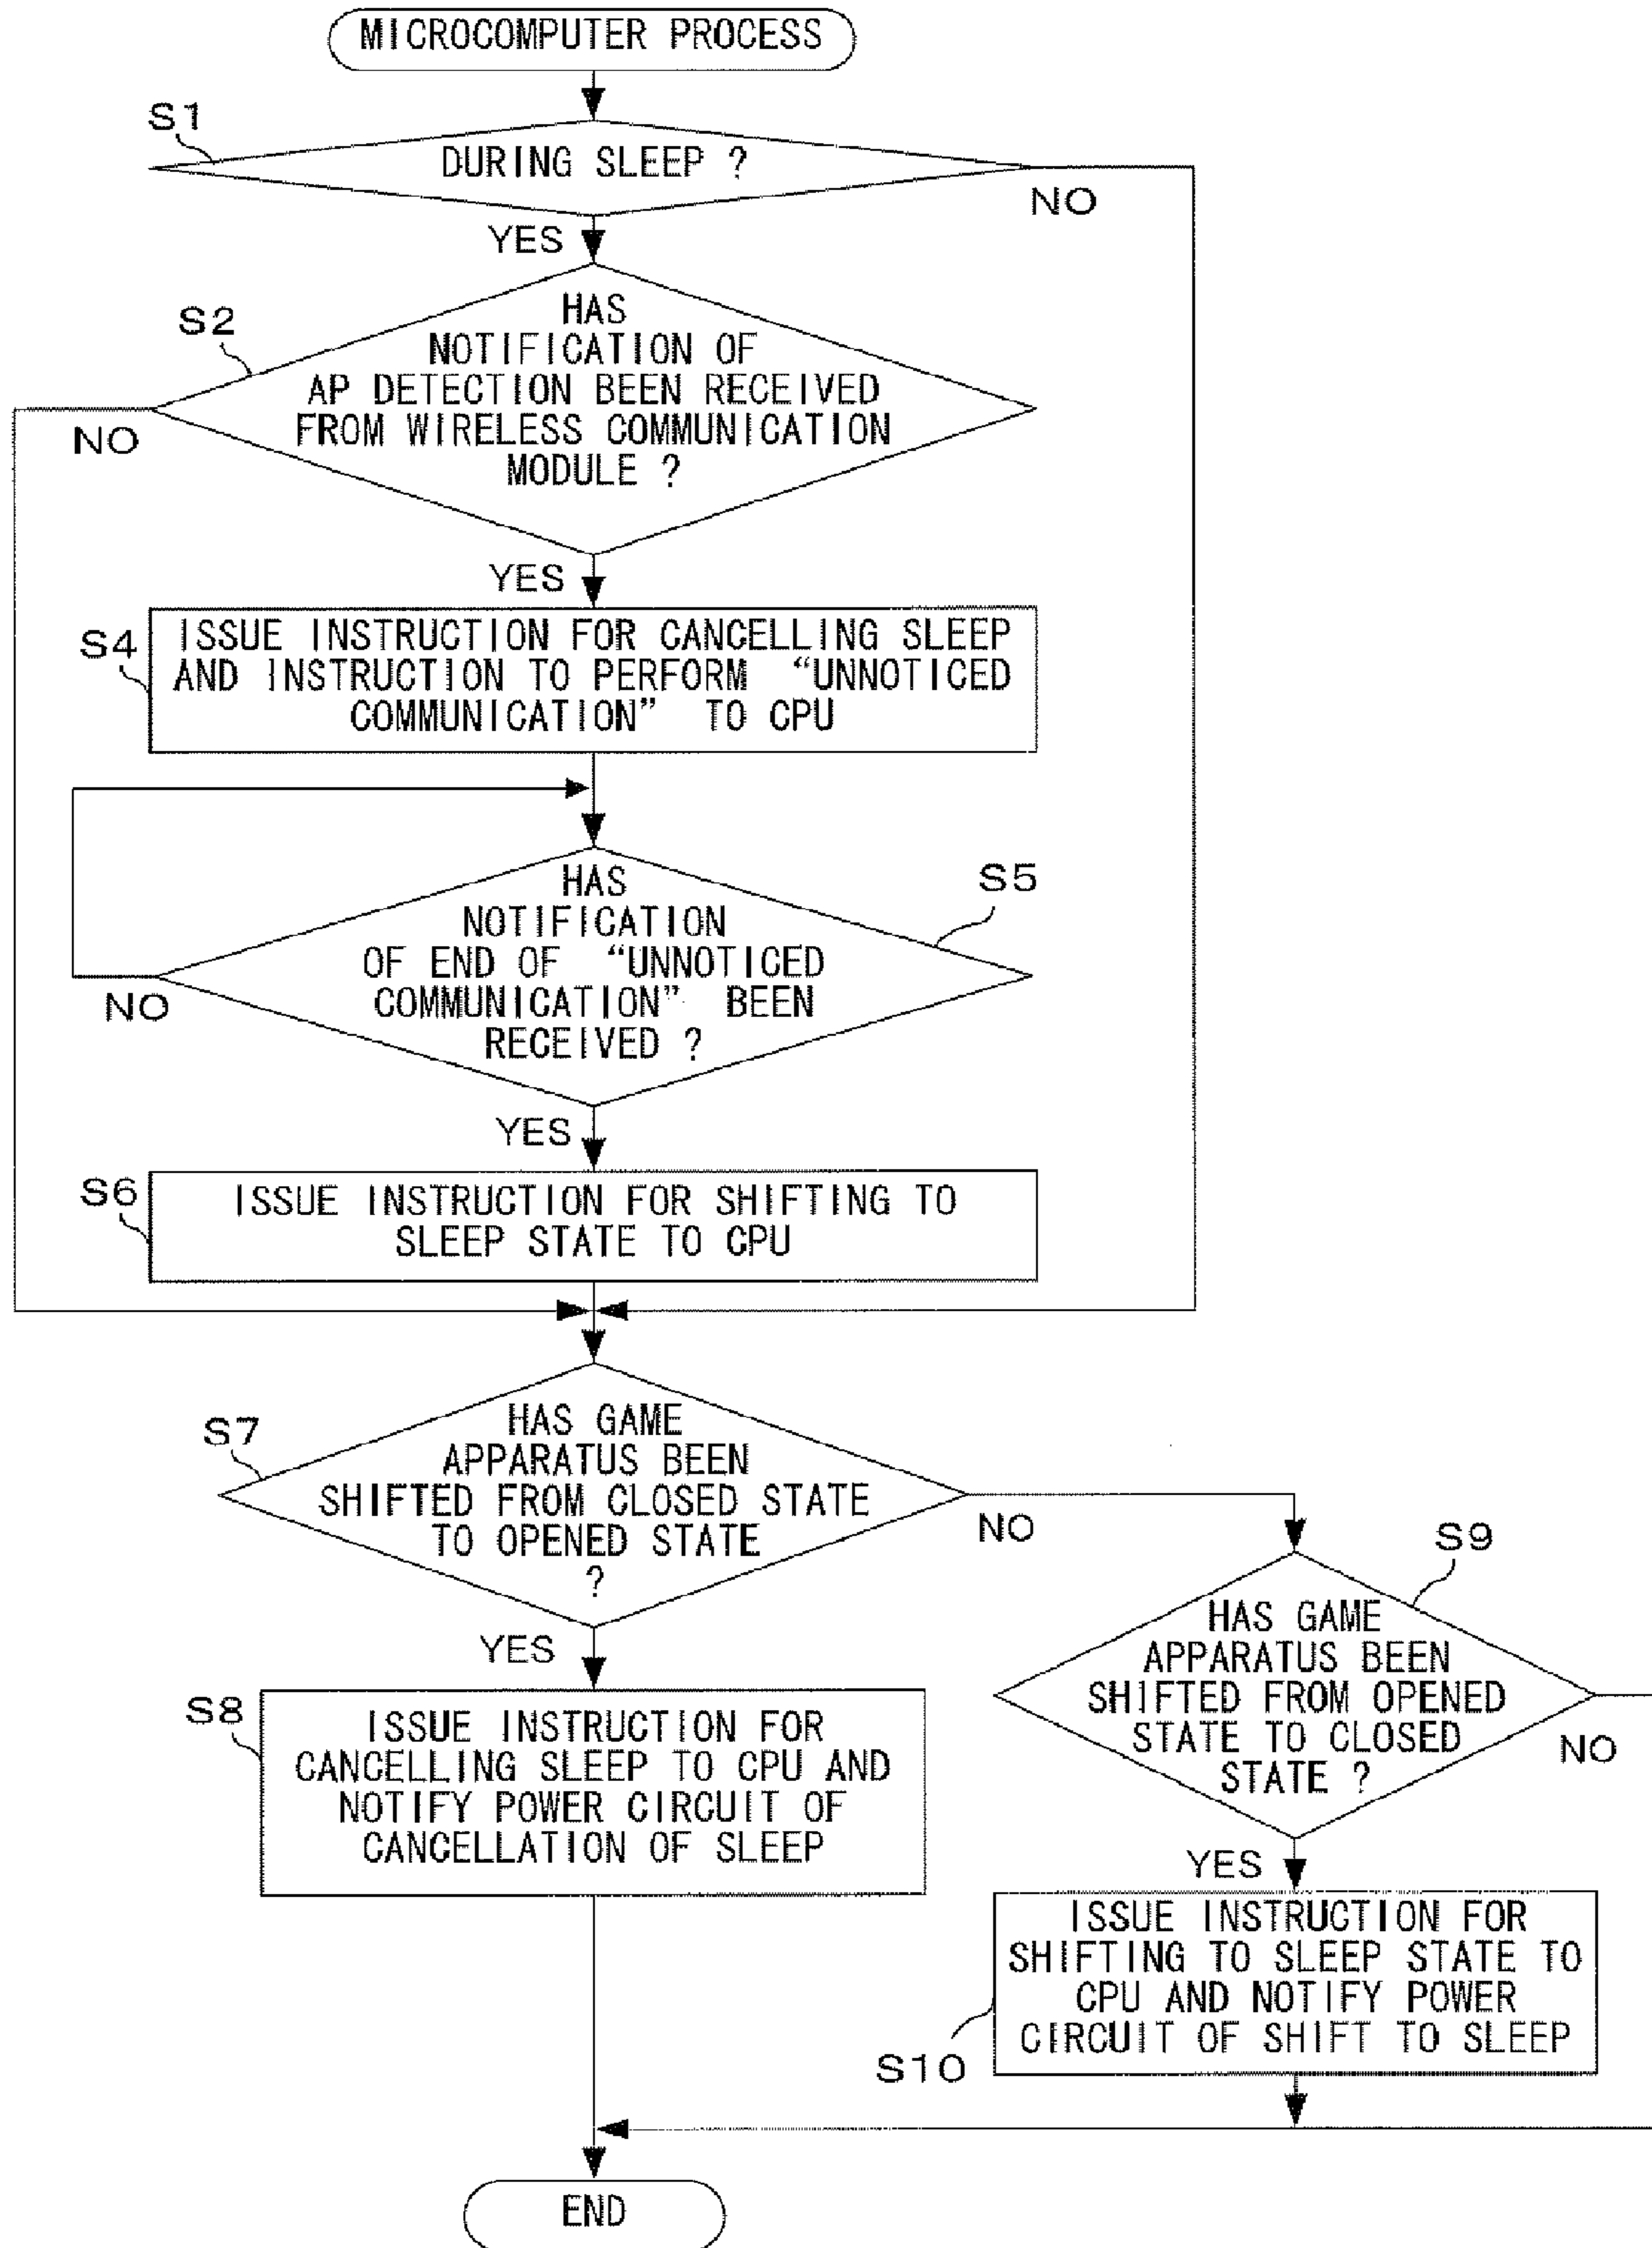 MICROCOMPUTER PROCESS
S1
DURING SLEEP ?
NO
YES
S2
HAS
NOTIFICATION OF
AP DETECTION BEEN RECEIVED
FROM WIRELESS COMMUNICATION
MODULE ?
NO
YES
S4
ISSUE INSTRUCTION FOR CANCELLING SLEEP
AND INSTRUCTION TO PERFORM “UNNOTICED
COMMUNICATION” TO CPU
S5
HAS
NOTIFICATION
OF END OF “UNNOTICED
COMMUNICATION” BEEN
RECEIVED ?
NO
YES
S6
ISSUE INSTRUCTION FOR SHIFTING TO
SLEEP STATE TO CPU
S7
HAS GAME
APPARATUS BEEN
SHIFTED FROM CLOSED STATE
TO OPENED STATE
?
NO
YES
S8
ISSUE INSTRUCTION FOR
CANCELLING SLEEP TO CPU AND
NOTIFY POWER CIRCUIT OF
CANCELLATION OF SLEEP
S9
HAS GAME
APPARATUS BEEN
SHIFTED FROM OPENED
STATE TO CLOSED
STATE ?
NO
YES
S10
ISSUE INSTRUCTION FOR
SHIFTING TO SLEEP STATE TO
CPU AND NOTIFY POWER
CIRCUIT OF SHIFT TO SLEEP
END